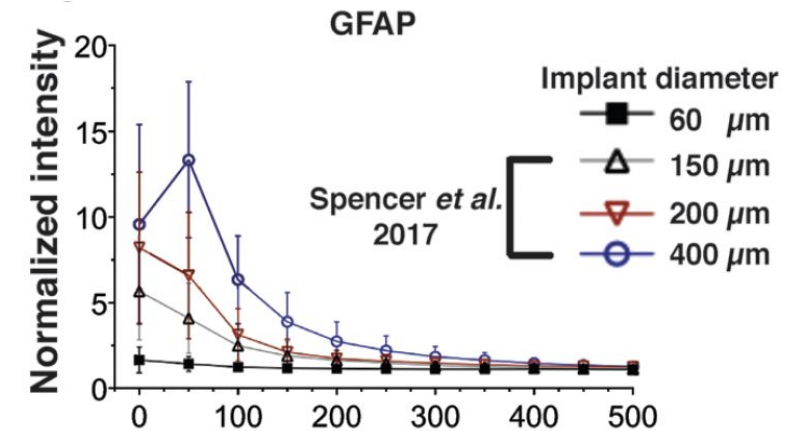 GFAP
Normalized intensity
20
15
10
5
0
0 100 200 300 400 500
Implant diameter
60 µm
150 µm
200 µm
400 µm
Spencer et al.
2017